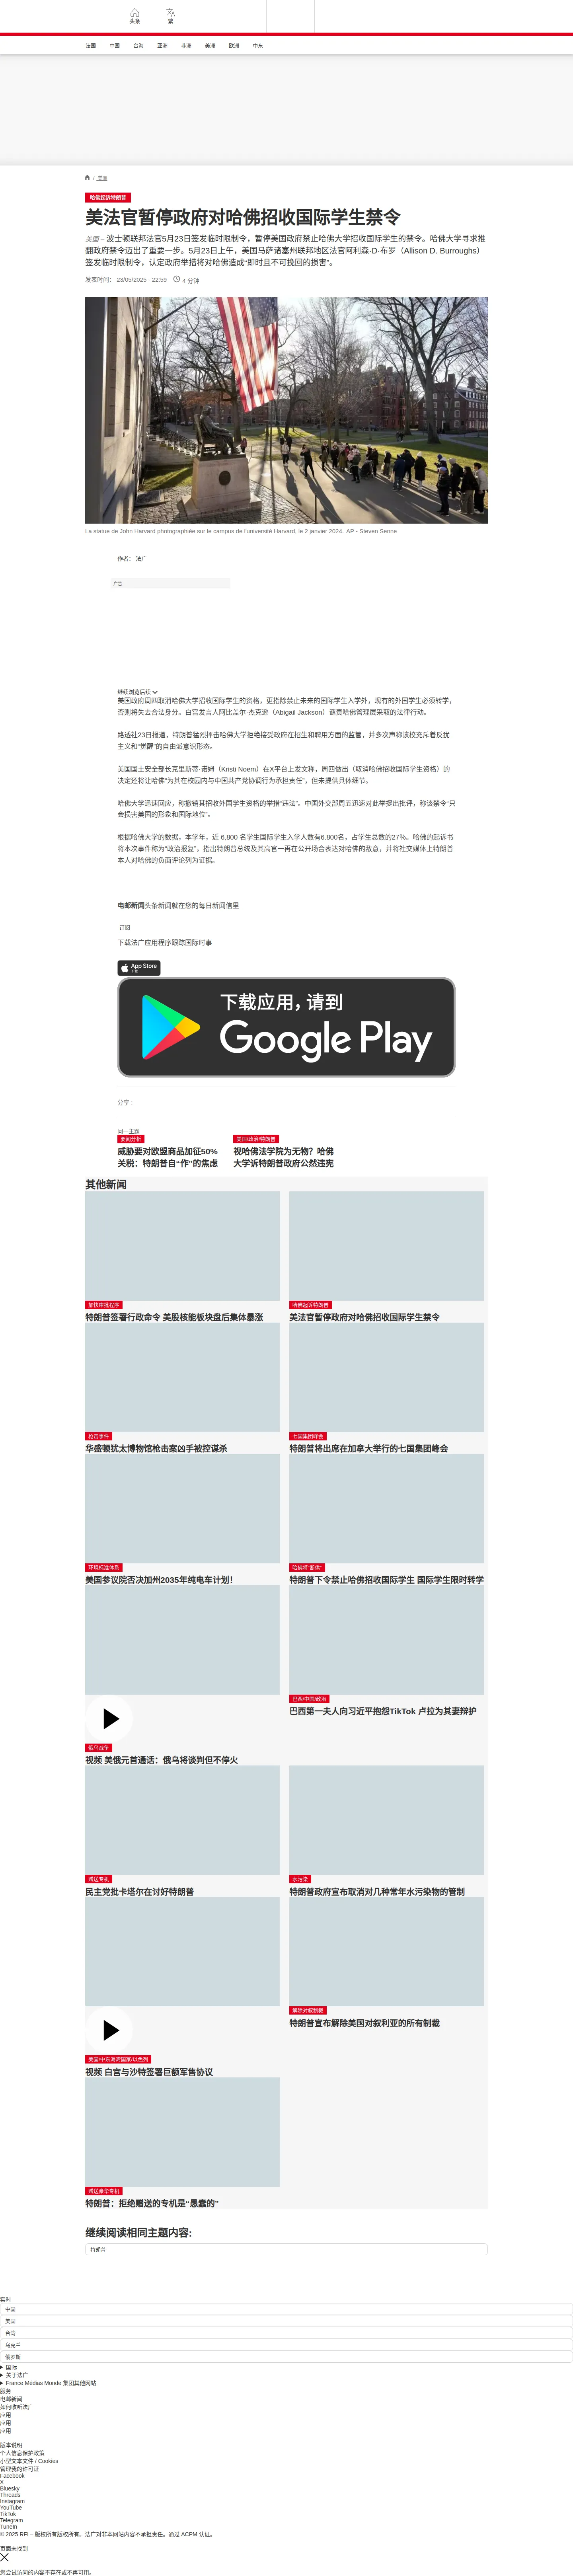 头条
繁
法国
中国
台海
亚洲
非洲
美洲
欧洲
中东
/ 美洲
哈佛起诉特朗普
美法官暂停政府对哈佛招收国际学生禁令
美国 – 波士顿联邦法官5月23日签发临时限制令，暂停美国政府禁止哈佛大学招收国际学生的禁令。哈佛大学寻求推
翻政府禁令迈出了重要一步。5月23日上午，美国马萨诸塞州联邦地区法官阿利森·D·布罗（Allison D. Burroughs）
签发临时限制令，认定政府举措将对哈佛造成“即时且不可挽回的损害”。
发表时间： 23/05/2025 - 22:59
4 分钟
La statue de John Harvard photographiée sur le campus de l'université Harvard, le 2 janvier 2024. AP - Steven Senne
作者： 法广
广告
继续浏览后续
美国政府周四取消哈佛大学招收国际学生的资格，更指除禁止未来的国际学生入学外，现有的外国学生必须转学，
否则将失去合法身分。白宫发言人阿比盖尔·杰克逊（Abigail Jackson）谴责哈佛管理层采取的法律行动。
路透社23日报道，特朗普猛烈抨击哈佛大学拒绝接受政府在招生和聘用方面的监管，并多次声称该校充斥着反犹
主义和“觉醒”的自由派意识形态。
美国国土安全部长克里斯蒂·诺姆（Kristi Noem）在X平台上发文称，周四做出（取消哈佛招收国际学生资格）的
决定还将让哈佛“为其在校园内与中国共产党协调行为承担责任”，但未提供具体细节。
哈佛大学迅速回应，称撤销其招收外国学生资格的举措“违法”。中国外交部周五迅速对此举提出批评，称该禁令“只
会损害美国的形象和国际地位”。
根据哈佛大学的数据，本学年，近 6,800 名学生国际学生入学人数有6.800名，占学生总数的27%。哈佛的起诉书
将本次事件称为“政治报复”，指出特朗普总统及其高官一再在公开场合表达对哈佛的敌意，并将社交媒体上特朗普
本人对哈佛的负面评论列为证据。
电邮新闻头条新闻就在您的每日新闻信里
订阅
下载法广应用程序跟踪国际时事
App Store
下载
下载应用，请到
Google Play
分享 :
同一主题
要闻分析
威胁要对欧盟商品加征50%
关税：特朗普自“作”的焦虑
美国/政治/特朗普
视哈佛法学院为无物？哈佛
大学诉特朗普政府公然违宪
其他新闻
加快审批程序
特朗普签署行政命令 美股核能板块盘后集体暴涨
哈佛起诉特朗普
美法官暂停政府对哈佛招收国际学生禁令
枪击事件
华盛顿犹太博物馆枪击案凶手被控谋杀
七国集团峰会
特朗普将出席在加拿大举行的七国集团峰会
环境标准体系
美国参议院否决加州2035年纯电车计划！
哈佛将“断供”
特朗普下令禁止哈佛招收国际学生 国际学生限时转学
俄乌战争
视频 美俄元首通话：俄乌将谈判但不停火
巴西/中国/政治
巴西第一夫人向习近平抱怨TikTok 卢拉为其妻辩护
赠送专机
民主党批卡塔尔在讨好特朗普
水污染
特朗普政府宣布取消对几种常年水污染物的管制
美国/中东海湾国家/以色列
视频 白宫与沙特签署巨额军售协议
解除对叙制裁
特朗普宣布解除美国对叙利亚的所有制裁
赠送豪华专机
特朗普：拒绝赠送的专机是“愚蠢的”
继续阅读相同主题内容:
特朗普
实时
中国
美国
台湾
乌克兰
俄罗斯
国际
关于法广
France Médias Monde 集团其他网站
服务
电邮新闻
如何收听法广
应用
应用
应用
版本说明
个人信息保护政策
小型文本文件 / Cookies
管理我的许可证
Facebook
X
Bluesky
Threads
Instagram
YouTube
TikTok
Telegram
TuneIn
© 2025 RFI – 版权所有版权所有。法广对非本网站内容不承担责任。通过 ACPM 认证。
页面未找到
您尝试访问的内容不存在或不再可用。